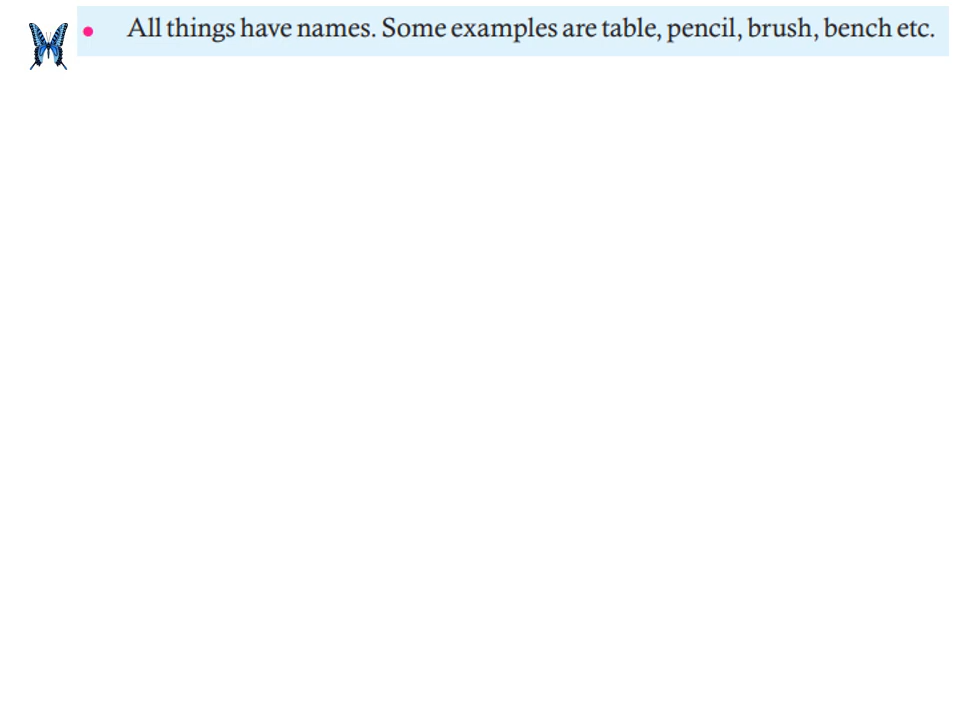 • All things have names. Some examples are table, pencil, brush, bench etc.